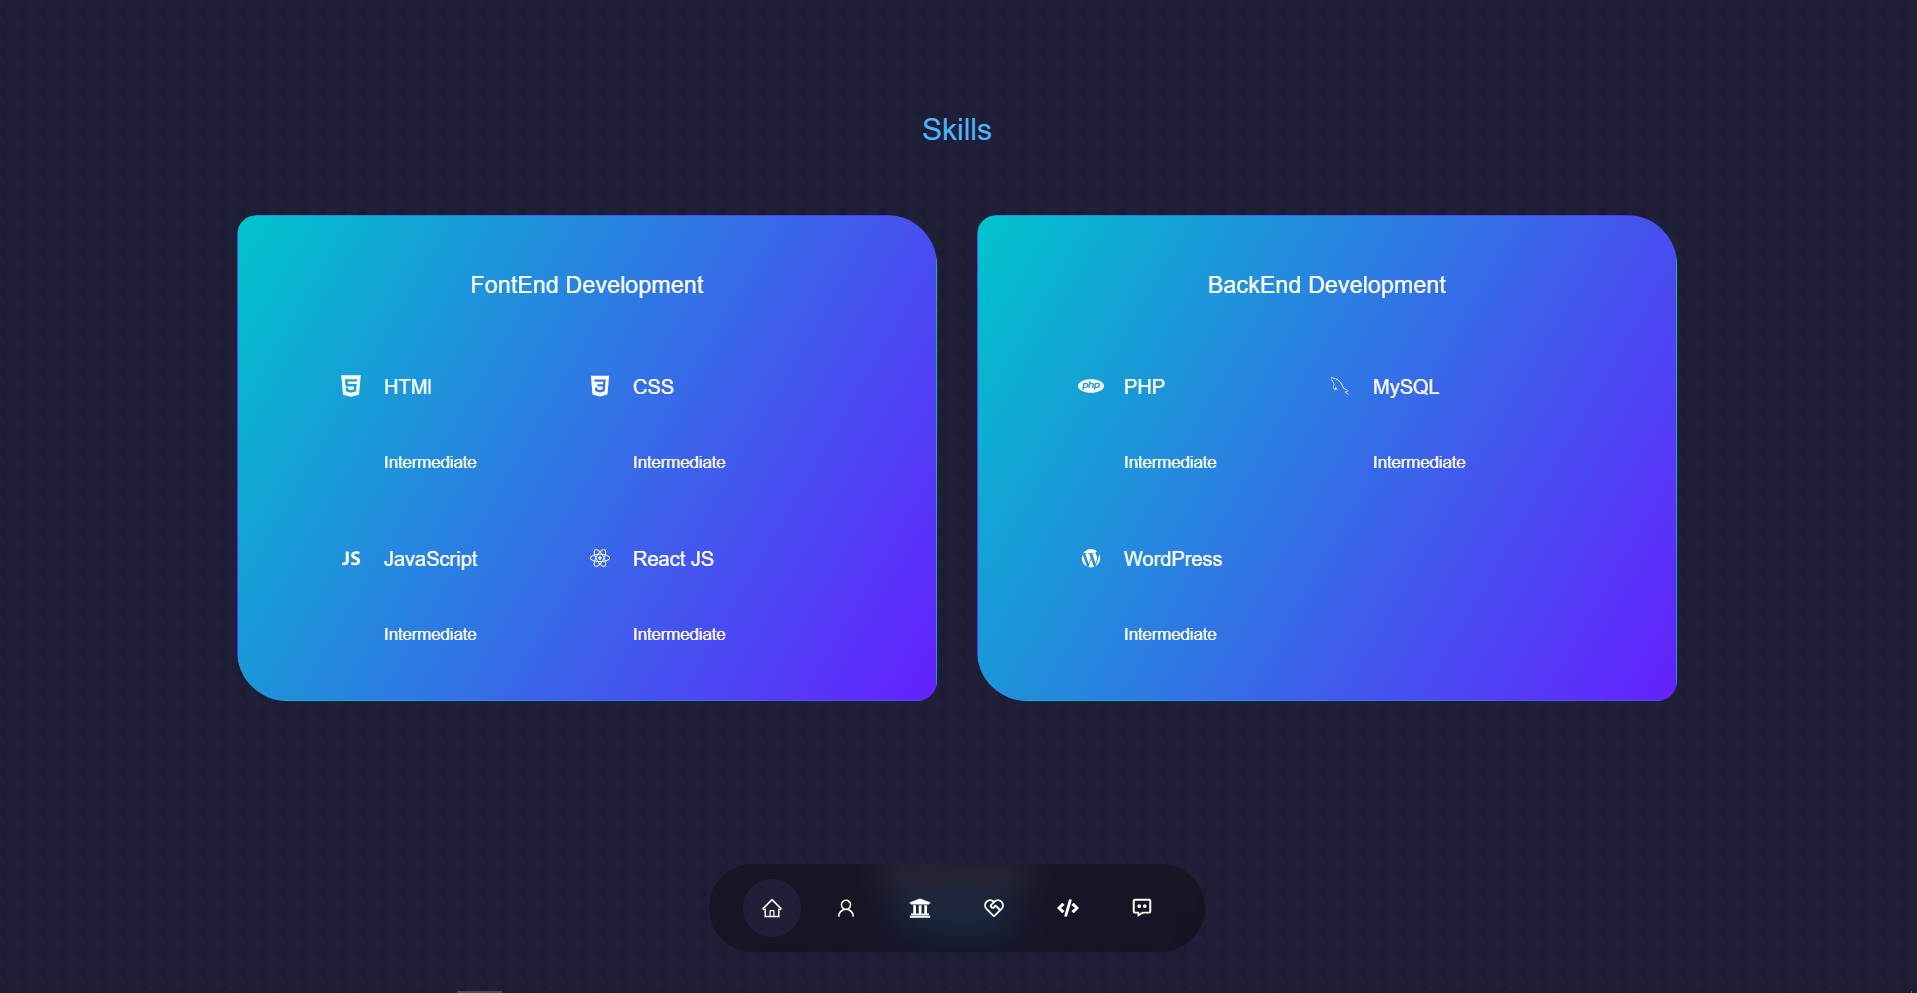 Skills
FontEnd Development
HTMl
CSS
Intermediate
Intermediate
JS JavaScript
React JS
Intermediate
Intermediate
BackEnd Development
php PHP
MySQL
Intermediate
Intermediate
WordPress
Intermediate